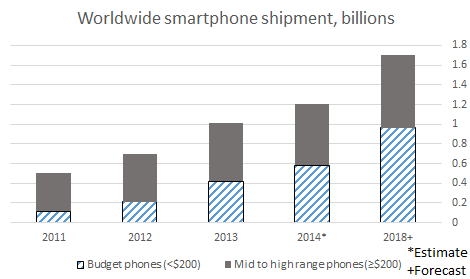 Worldwide smartphone shipment, billions
1.8
1.6
1.4
1.2
1
0.8
0.6
0.4
0.2
0
2011 2012 2013 2014* 2018+
Budget phones (<$200) Mid to high range phones (≥$200)
*Estimate
+Forecast